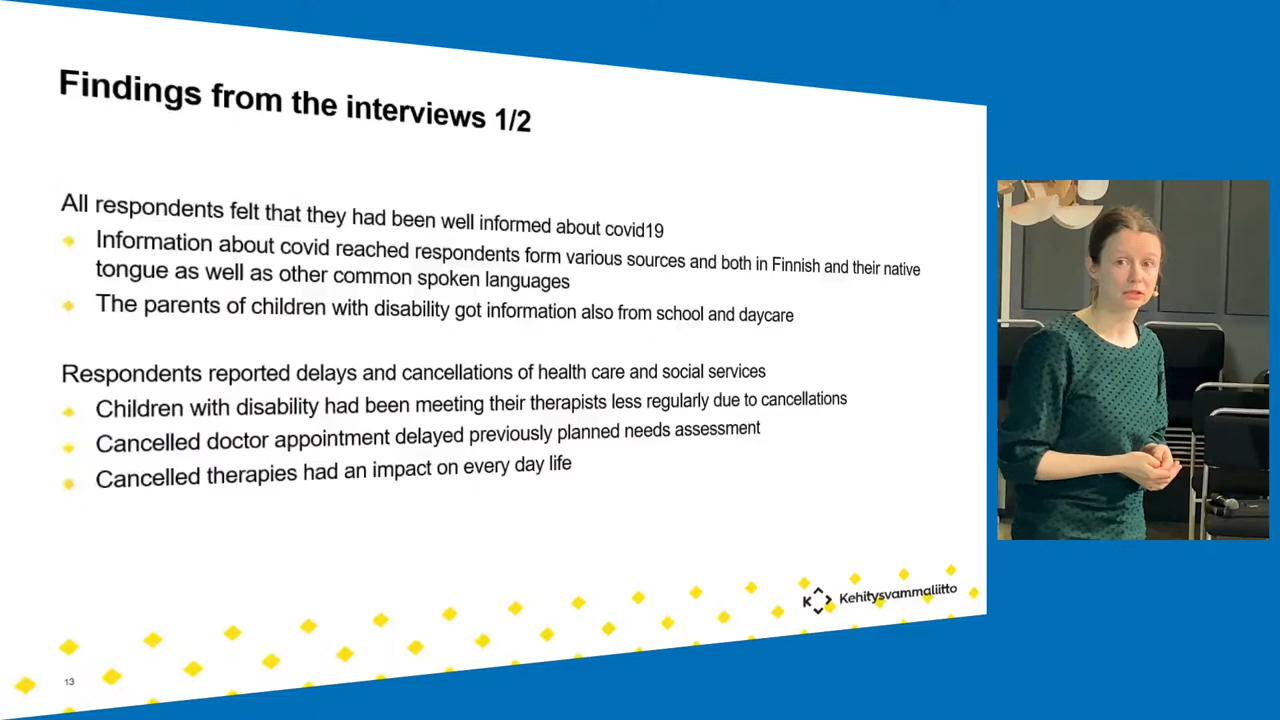 Findings from the interviews 1/2
All respondents felt that they had been well informed about covid19
Information about covid reached respondents form various sources and both in Finnish and their native
tongue as well as other common spoken languages
The parents of children with disability got information also from school and daycare
Respondents reported delays and cancellations of health care and social services
Children with disability had been meeting their therapists less regularly due to cancellations
Cancelled doctor appointment delayed previously planned needs assessment
Cancelled therapies had an impact on every day life
K Kehitysvammaliitto
13